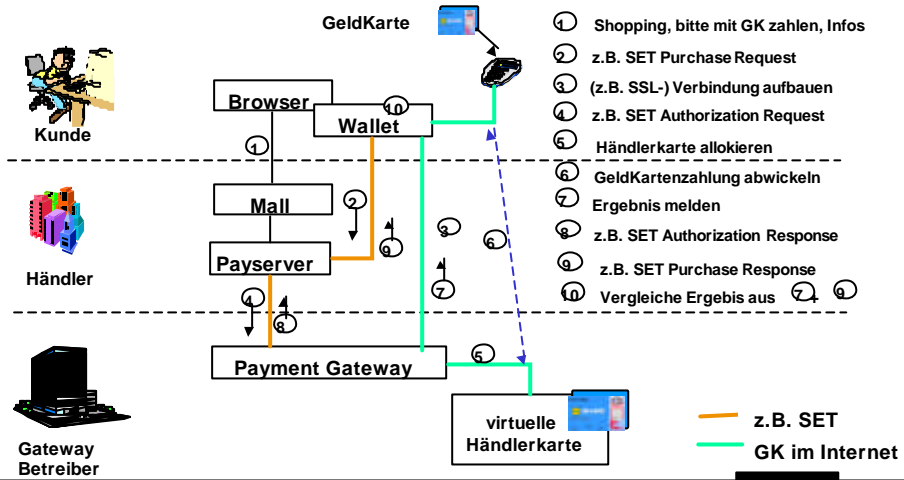 GeldKarte
1 Shopping, bitte mit GK zahlen, Infos
2 z.B. SET Purchase Request
3 (z.B. SSL-) Verbindung aufbauen
4 z.B. SET Authorization Request
5 Händlerkarte allokieren
6 GeldKartenzahlung abwickeln
7 Ergebnis melden
8 z.B. SET Authorization Response
9 z.B. SET Purchase Response
10 Vergleiche Ergebis aus 7+ 9
Browser
10
Wallet
Kunde
1
Mall
2
9
3
6
Payserver
Händler
7
4
8
Payment Gateway
5
virtuelle
Händlerkarte
Gateway
Betreiber
z.B. SET
GK im Internet